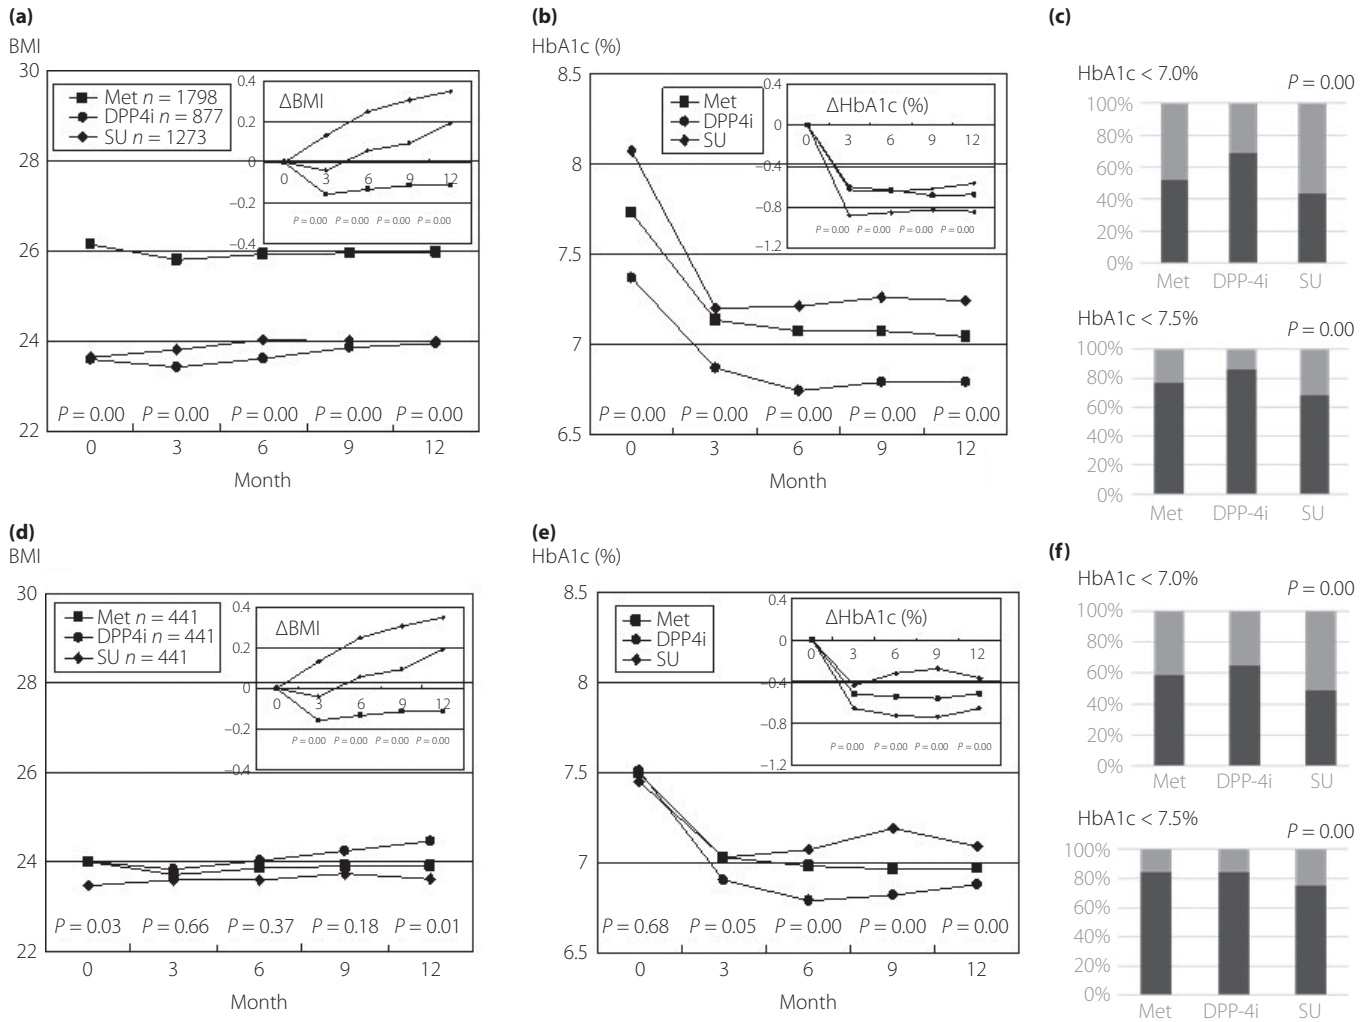 (a)
BMI
30
28
26
24
22
Met n = 1798
DPP4i n = 877
SU n = 1273
ΔBMI
0.4
0.2
0
−0.2
−0.4
0 3 6 9 12
P = 0.00 P = 0.00 P = 0.00 P = 0.00
P = 0.00 P = 0.00 P = 0.00 P = 0.00 P = 0.00
0 3 6 9 12
Month
(b)
HbA1c (%)
8.5
8
7.5
7
6.5
Met
DPP4i
SU
ΔHbA1c (%)
0.4
0
−0.4
−0.8
−1.2
0 3 6 9 12
P = 0.00 P = 0.00 P = 0.00 P = 0.00
P = 0.00 P = 0.00 P = 0.00 P = 0.00 P = 0.00
0 3 6 9 12
Month
(c)
HbA1c < 7.0%
P = 0.00
100%
80%
60%
40%
20%
0%
Met DPP-4i SU
HbA1c < 7.5%
P = 0.00
100%
80%
60%
40%
20%
0%
Met DPP-4i SU
(d)
BMI
30
28
26
24
22
Met n = 441
DPP4i n = 441
SU n = 441
ΔBMI
0.4
0.2
0
−0.2
−0.4
0 3 6 9 12
P = 0.00 P = 0.00 P = 0.00 P = 0.00
P = 0.03 P = 0.66 P = 0.37 P = 0.18 P = 0.01
0 3 6 9 12
Month
(e)
HbA1c (%)
8.5
8
7.5
7
6.5
Met
DPP4i
SU
ΔHbA1c (%)
0.4
0
−0.4
−0.8
−1.2
0 3 6 9 12
P = 0.00 P = 0.00 P = 0.00 P = 0.00
P = 0.68 P = 0.05 P = 0.00 P = 0.00 P = 0.00
0 3 6 9 12
Month
(f)
HbA1c < 7.0%
P = 0.00
100%
80%
60%
40%
20%
0%
Met DPP-4i SU
HbA1c < 7.5%
P = 0.00
100%
80%
60%
40%
20%
0%
Met DPP-4i SU